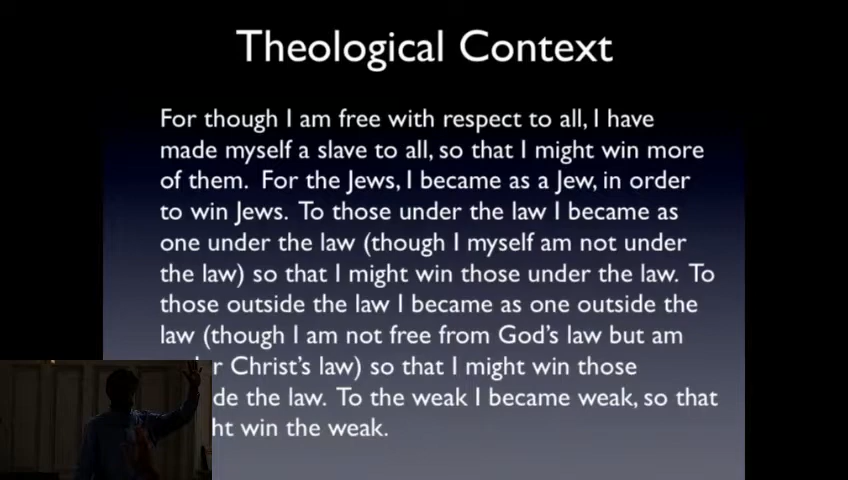 Theological Context
For though I am free with respect to all, I have
made myself a slave to all, so that I might win more
of them. For the Jews, I became as a Jew, in order
to win Jews. To those under the law I became as
one under the law (though I myself am not under
the law) so that I might win those under the law. To
those outside the law I became as one outside the
law (though I am not free from God's law but am
Christ's law) so that I might win those
the law. To the weak I became weak, so that
win the weak.